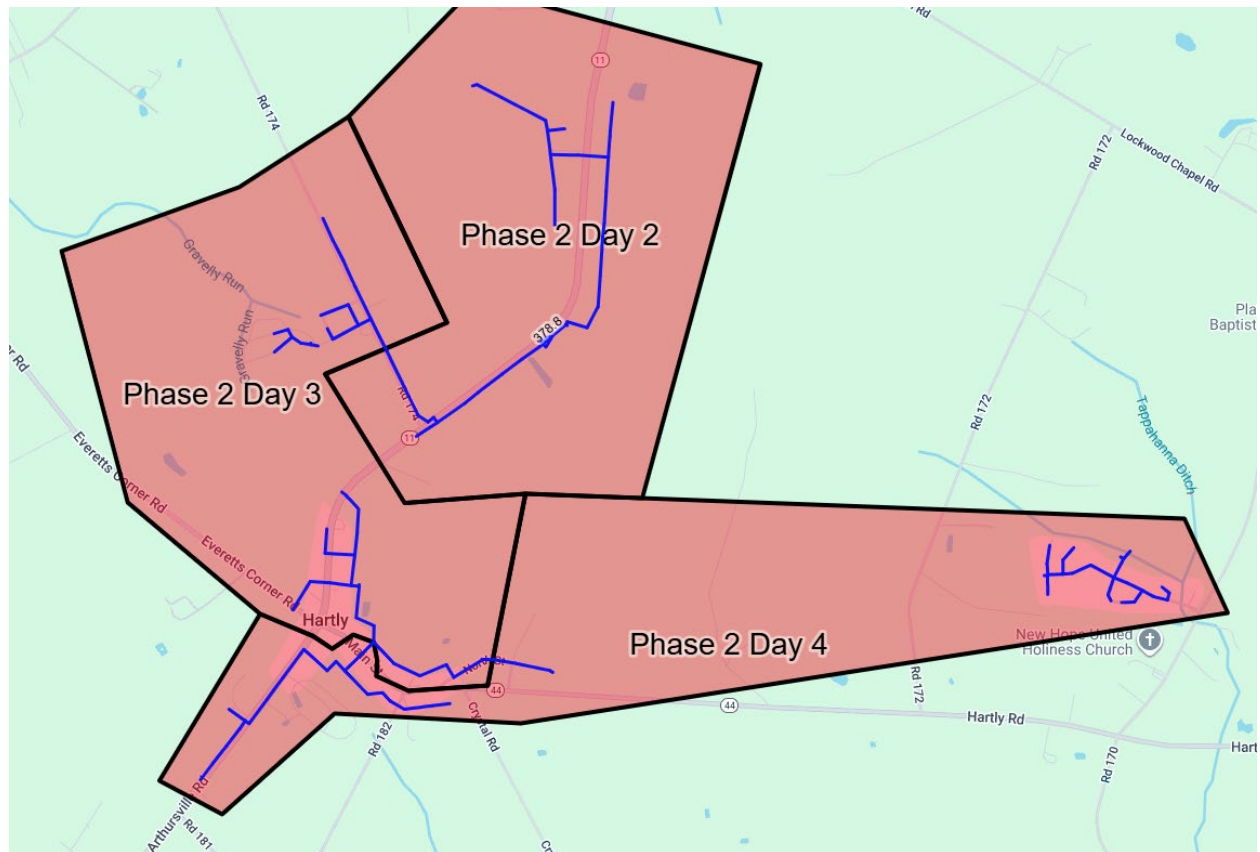 11
Rd 174
Rd 172
Lockwood Chapel Rd
Phase 2 Day 2
Gravelly Run
Gravelly Run
378.8
Pla
Baptist
Phase 2 Day 3
Rd 174
Rd 172
Tappahanna Ditch
11
Everetts Corner Rd
Everetts Corner Rd
Hartly
Main St
North St
Phase 2 Day 4
New Hope United
Holiness Church
44
44
Rd 172
Hartly Rd
Hart
Rd 182
Crystal Rd
Rd 170
Arthursville Rd
Rd 181